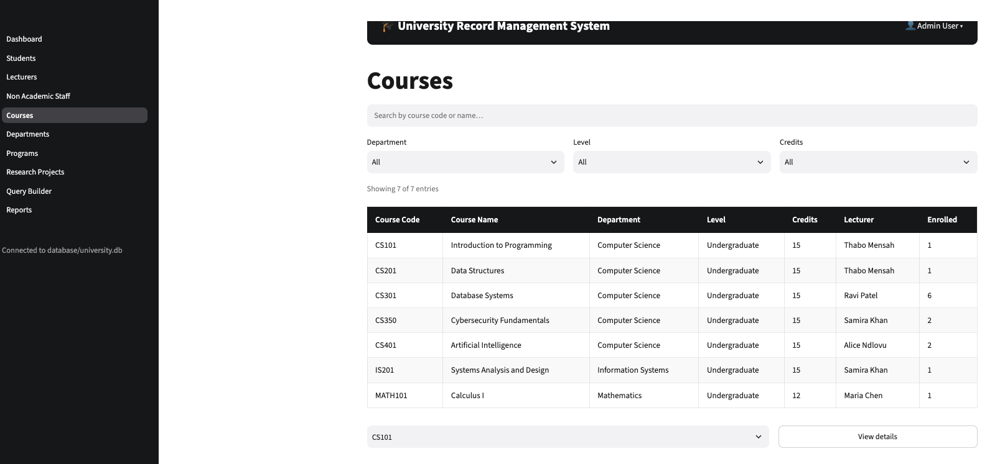 Dashboard
Students
Lecturers
Non Academic Staff
Courses
Departments
Programs
Research Projects
Query Builder
Reports
Connected to database/university.db
University Record Management System
Admin User
Courses
Search by course code or name...
Department Level Credits
All All All
Showing 7 of 7 entries
Course Code Course Name Department Level Credits Lecturer Enrolled
CS101 Introduction to Programming Computer Science Undergraduate 15 Thabo Mensah 1
CS201 Data Structures Computer Science Undergraduate 15 Thabo Mensah 1
CS301 Database Systems Computer Science Undergraduate 15 Ravi Patel 6
CS350 Cybersecurity Fundamentals Computer Science Undergraduate 15 Samira Khan 2
CS401 Artificial Intelligence Computer Science Undergraduate 15 Alice Ndlovu 2
IS201 Systems Analysis and Design Information Systems Undergraduate 15 Samira Khan 1
MATH101 Calculus I Mathematics Undergraduate 12 Maria Chen 1
CS101 View details